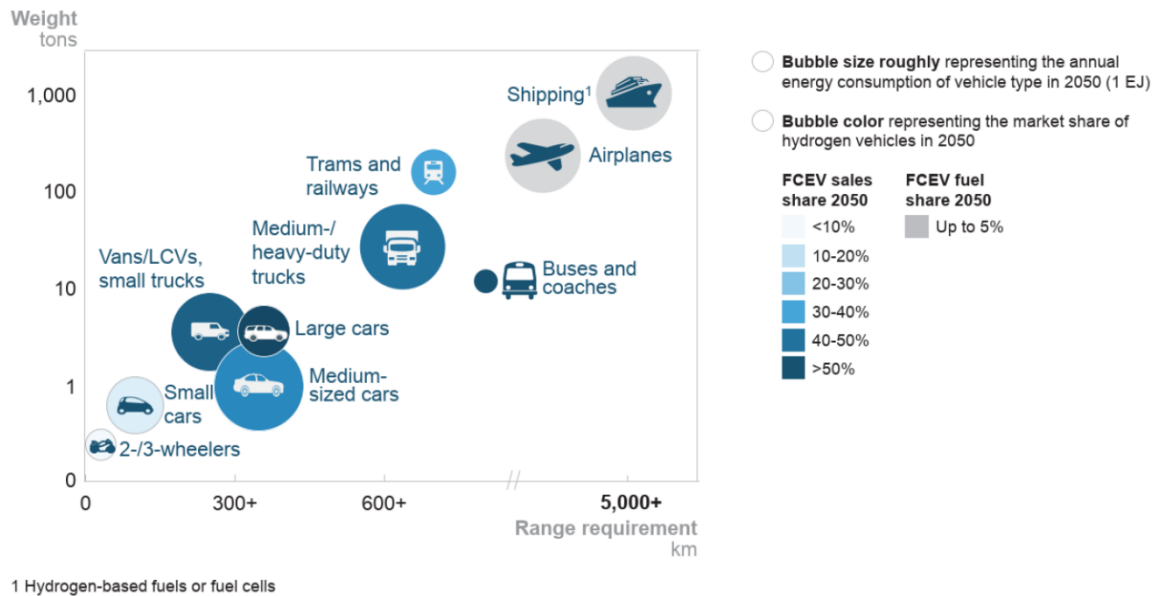 Weight
tons
1,000
100
10
1
0
0
300+
600+
5,000+
Range requirement
km
Shipping1
Airplanes
Trams and
railways
Medium-/
heavy-duty
trucks
Buses and
coaches
Vans/LCVs,
small trucks
Large cars
Medium-
sized cars
Small
cars
2-/3-wheelers
Bubble size roughly representing the annual
energy consumption of vehicle type in 2050 (1 EJ)
Bubble color representing the market share of
hydrogen vehicles in 2050
FCEV sales
share 2050
<10%
10-20%
20-30%
30-40%
40-50%
>50%
FCEV fuel
share 2050
Up to 5%
1 Hydrogen-based fuels or fuel cells